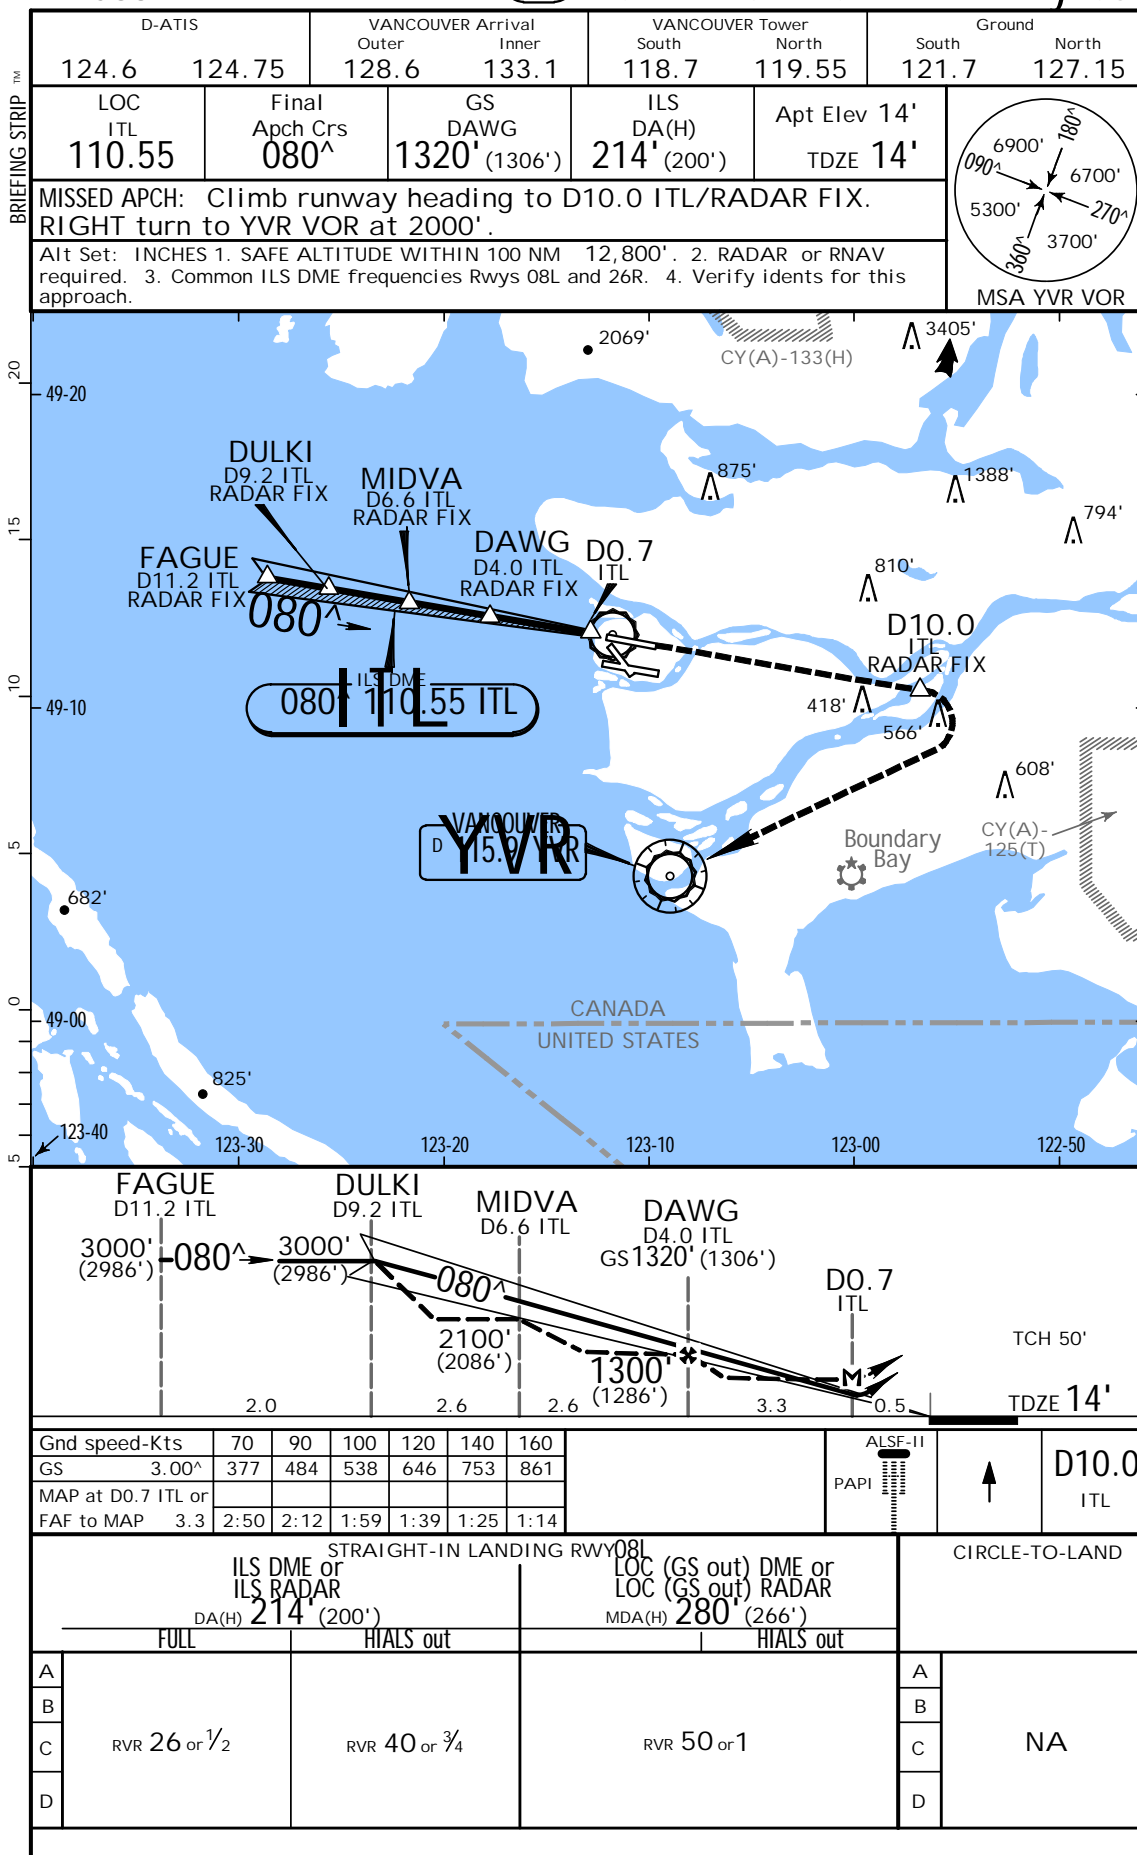 D-ATIS
124.6 124.75
VANCOUVER Arrival
Outer Inner
128.6 133.1
VANCOUVER Tower
South North
118.7 119.55
Ground
South North
121.7 127.15
BRIEFING STRIP TM
LOC
ITL
110.55
Final
Apch Crs
080^
GS
DAWG
1320' (1306')
ILS
DA(H)
214' (200')
Apt Elev 14'
TDZE 14'
6900'
180^
090^
6700'
5300'
270^
3700'
360^
MSA YVR VOR
MISSED APCH: Climb runway heading to D10.0 ITL/RADAR FIX.
RIGHT turn to YVR VOR at 2000'.
Alt Set: INCHES 1. SAFE ALTITUDE WITHIN 100 NM 12,800'. 2. RADAR or RNAV
required. 3. Common ILS DME frequencies Rwys 08L and 26R. 4. Verify idents for this
approach.
2069'
CY(A)-133(H)
3405'
20
49-20
DULKI
D9.2 ITL
RADAR FIX
MIDVA
D6.6 ITL
RADAR FIX
875'
1388'
794'
15
FAGUE
D11.2 ITL
RADAR FIX
DAWG
D4.0 ITL
RADAR FIX
D0.7
ITL
810'
080^
D10.0
ITL
RADAR FIX
ILS DME
080^ 110.55 ITL
ITL
10
49-10
418'
566'
608'
VANCOUVER
D 115.9 YVR
YVR
5
Boundary
Bay
CY(A)-
125(T)
682'
0
49-00
CANADA
UNITED STATES
825'
5
123-40
123-30
123-20
123-10
123-00
122-50
FAGUE
D11.2 ITL
DULKI
D9.2 ITL
MIDVA
D6.6 ITL
DAWG
D4.0 ITL
GS 1320' (1306')
D0.7
ITL
3000'
(2986')
080^
3000'
(2986')
080^
2100'
(2086')
1300'
(1286')
M
TCH 50'
TDZE 14'
2.0 2.6 2.6 3.3 0.5
Gnd speed-Kts 70 90 100 120 140 160
GS 3.00^ 377 484 538 646 753 861
MAP at D0.7 ITL or
FAF to MAP 3.3 2:50 2:12 1:59 1:39 1:25 1:14
ALSF-II
PAPI
D10.0
ITL
STRAIGHT-IN LANDING RWY 08L
ILS DME or
ILS RADAR
DA(H) 214' (200')
LOC (GS out) DME or
LOC (GS out) RADAR
MDA(H) 280' (266')
CIRCLE-TO-LAND
FULL
HIALS out
HIALS out
A
B
C
D
RVR 26 or 1/2
RVR 40 or 3/4
RVR 50 or 1
A
B
C
D
NA